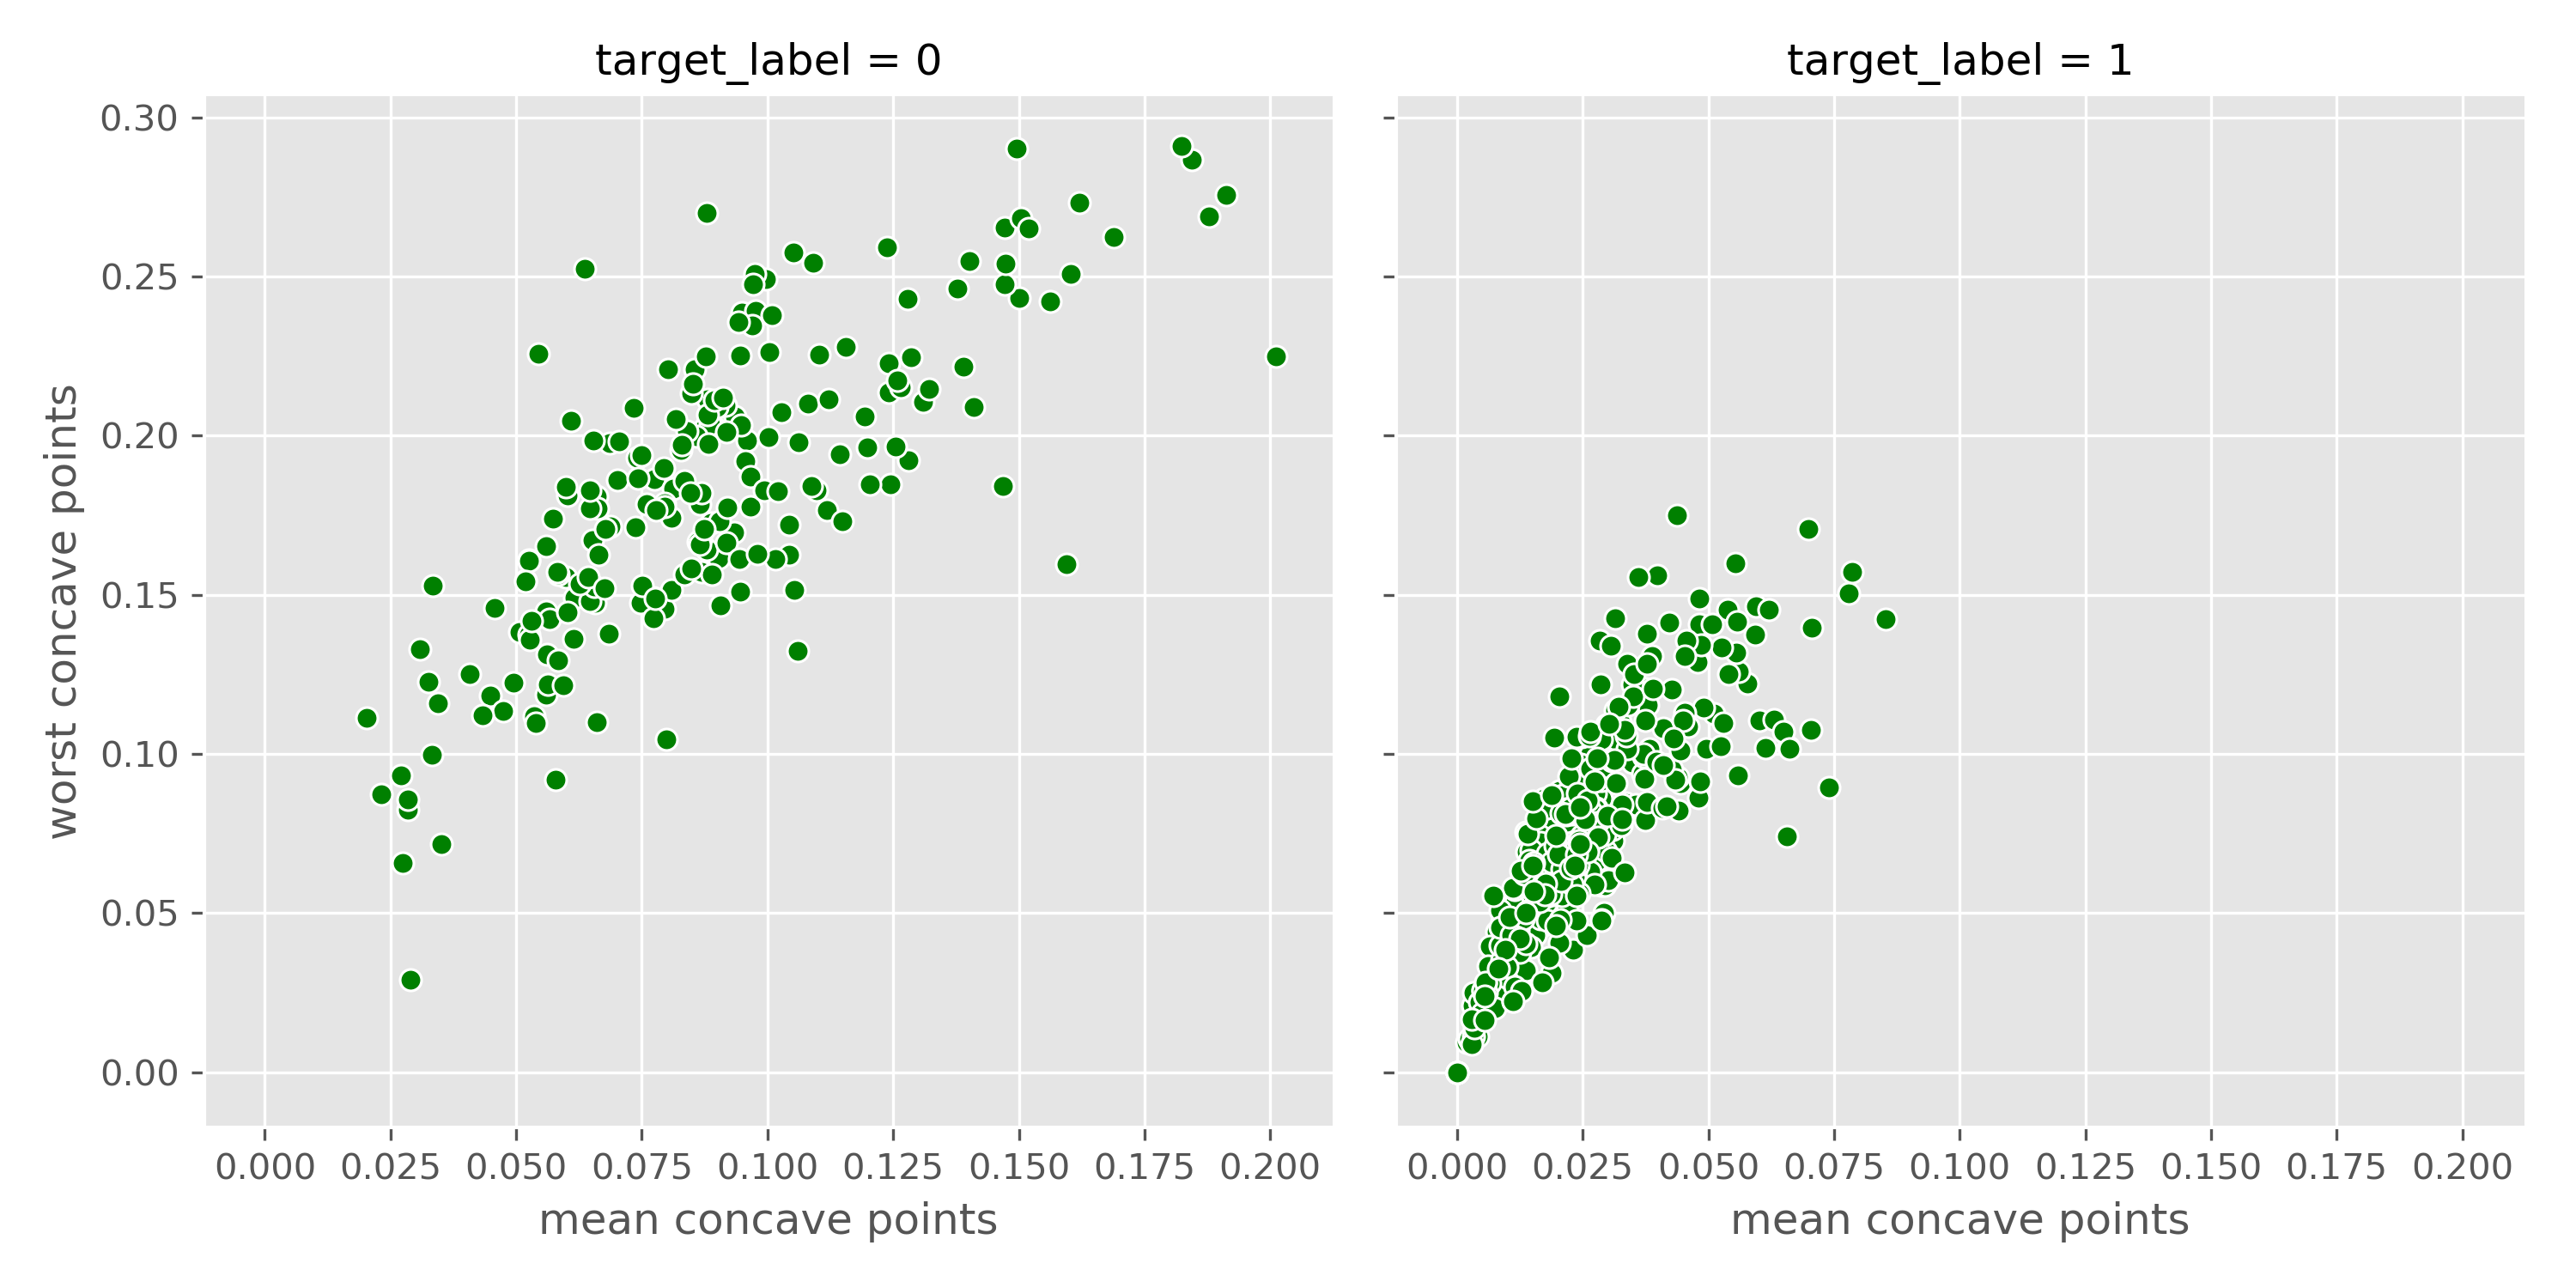 target_label = 0
target_label = 1
0.30
0.25
0.20
0.15
0.10
0.05
0.00
worst concave points
0.000 0.025 0.050 0.075 0.100 0.125 0.150 0.175 0.200
0.000 0.025 0.050 0.075 0.100 0.125 0.150 0.175 0.200
mean concave points
mean concave points